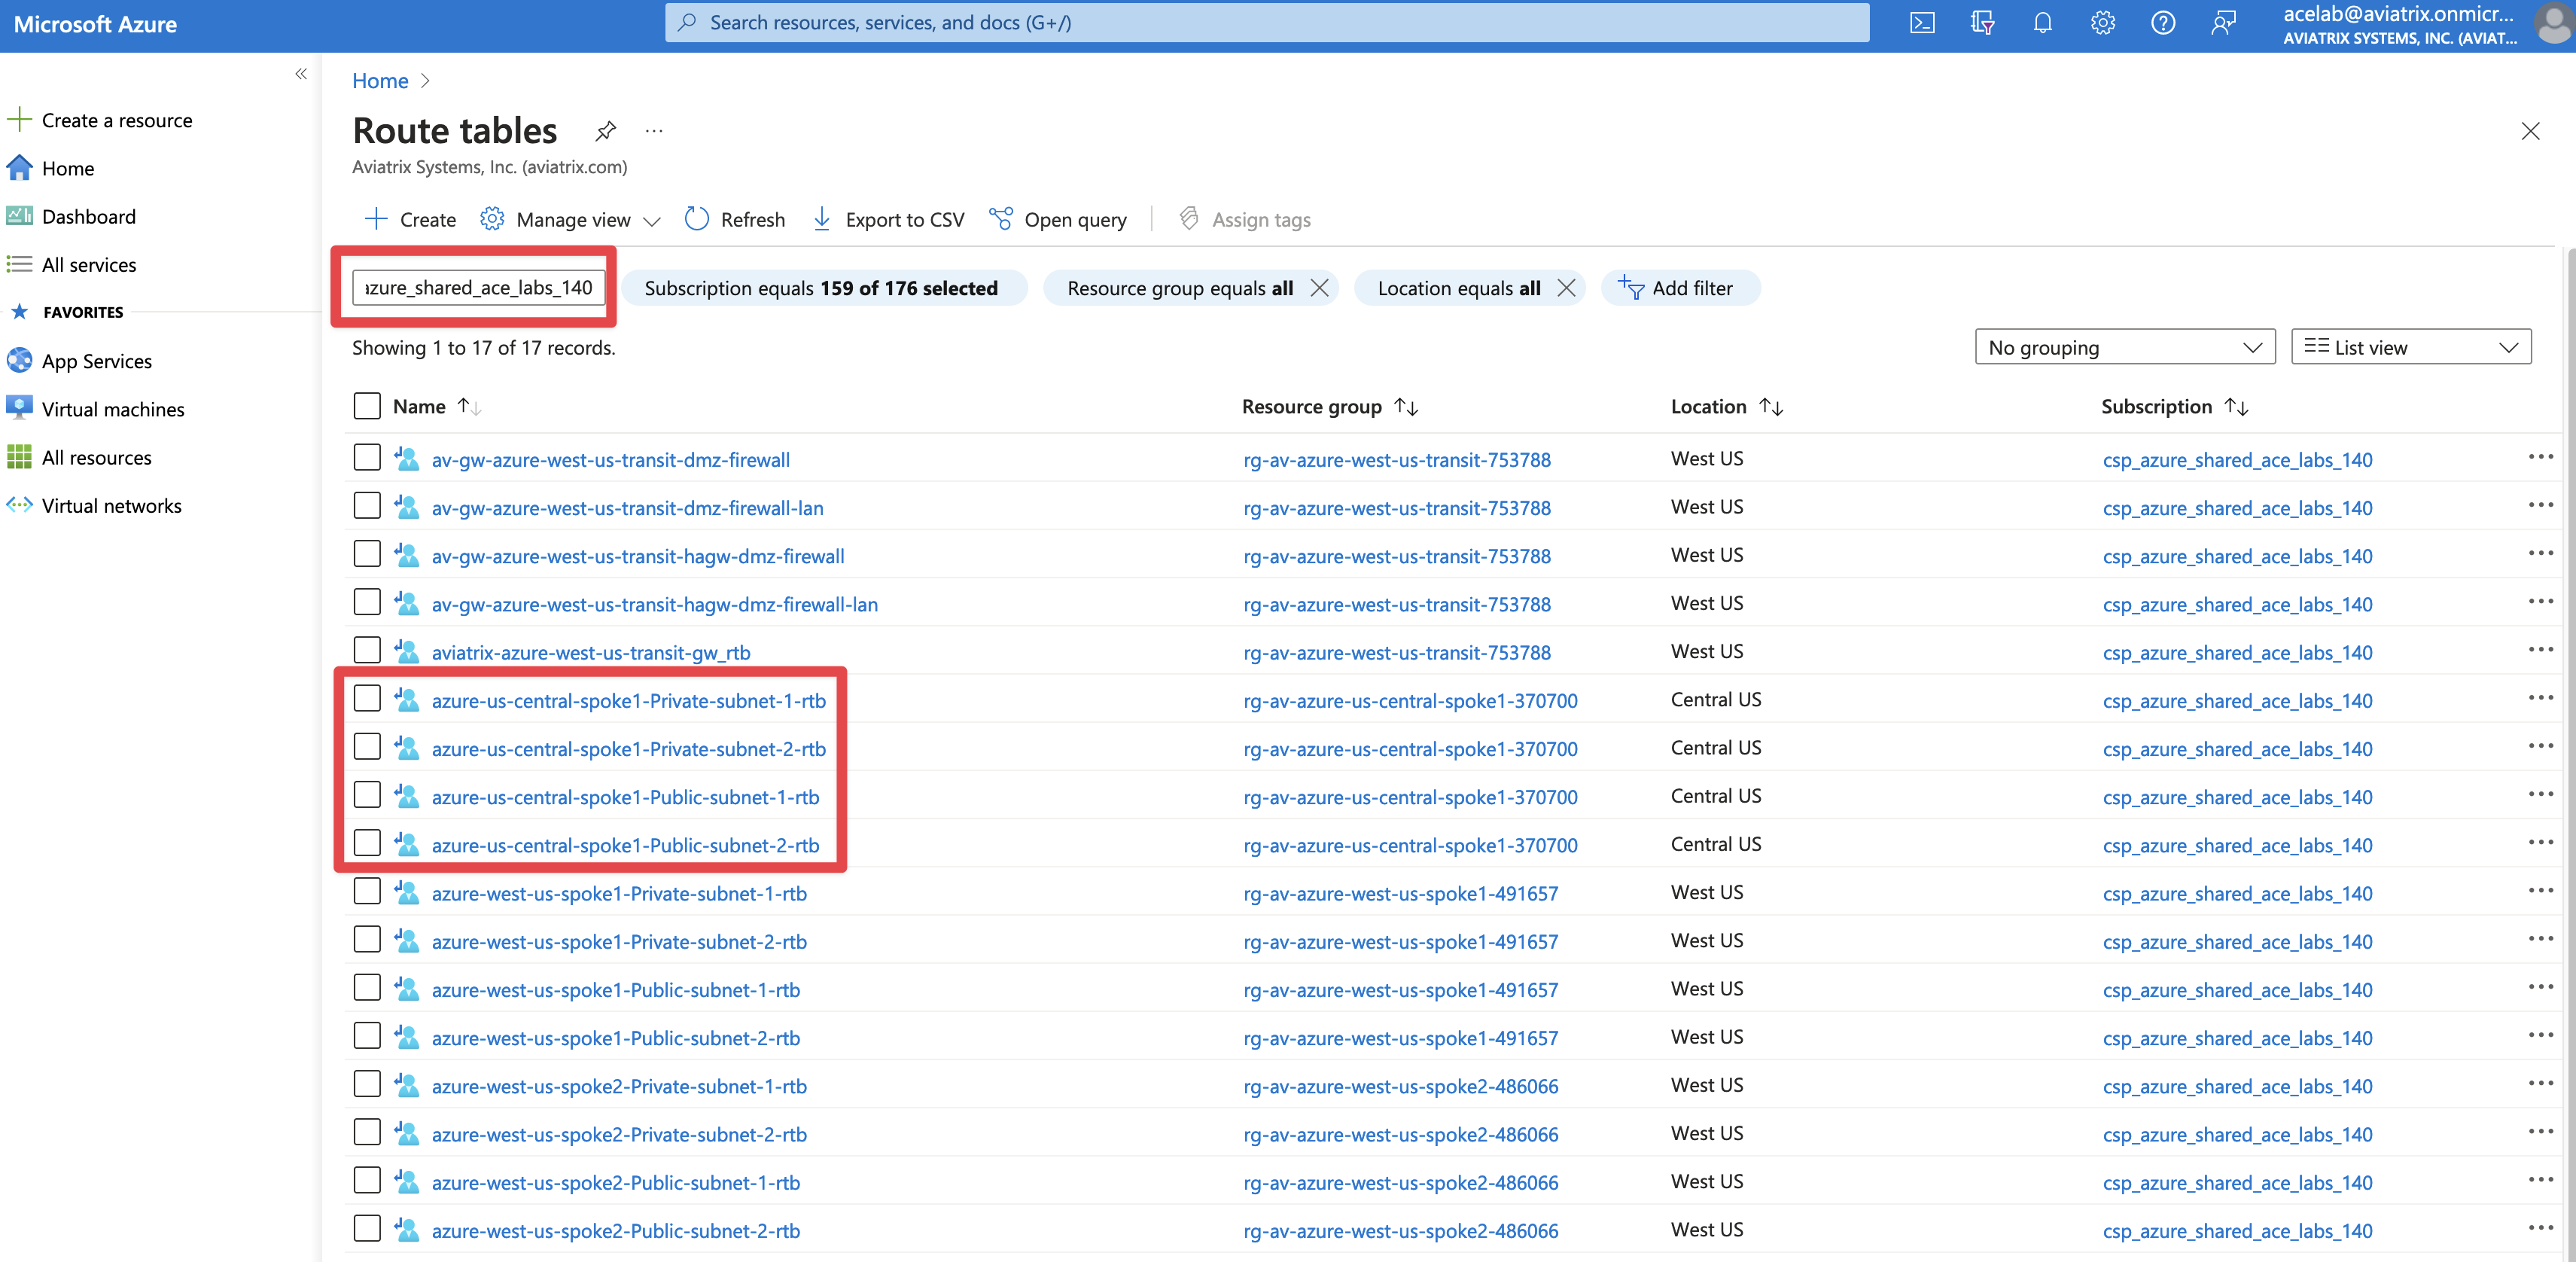 Microsoft Azure
Search resources, services, and docs (G+/)
acelab@aviatrix.onmicr...
AVIATRIX SYSTEMS, INC. (AVIAT...
Create a resource
Home
Dashboard
All services
FAVORITES
App Services
Virtual machines
All resources
Virtual networks
Home
Route tables
Aviatrix Systems, Inc. (aviatrix.com)
Create Manage view Refresh Export to CSV Open query Assign tags
azure_shared_ace_labs_140 Subscription equals 159 of 176 selected Resource group equals all Location equals all Add filter
Showing 1 to 17 of 17 records. No grouping List view
Name Resource group Location Subscription
av-gw-azure-west-us-transit-dmz-firewall rg-av-azure-west-us-transit-753788 West US csp_azure_shared_ace_labs_140
av-gw-azure-west-us-transit-dmz-firewall-lan rg-av-azure-west-us-transit-753788 West US csp_azure_shared_ace_labs_140
av-gw-azure-west-us-transit-hagw-dmz-firewall rg-av-azure-west-us-transit-753788 West US csp_azure_shared_ace_labs_140
av-gw-azure-west-us-transit-hagw-dmz-firewall-lan rg-av-azure-west-us-transit-753788 West US csp_azure_shared_ace_labs_140
aviatrix-azure-west-us-transit-gw_rtb rg-av-azure-west-us-transit-753788 West US csp_azure_shared_ace_labs_140
azure-us-central-spoke1-Private-subnet-1-rtb rg-av-azure-us-central-spoke1-370700 Central US csp_azure_shared_ace_labs_140
azure-us-central-spoke1-Private-subnet-2-rtb rg-av-azure-us-central-spoke1-370700 Central US csp_azure_shared_ace_labs_140
azure-us-central-spoke1-Public-subnet-1-rtb rg-av-azure-us-central-spoke1-370700 Central US csp_azure_shared_ace_labs_140
azure-us-central-spoke1-Public-subnet-2-rtb rg-av-azure-us-central-spoke1-370700 Central US csp_azure_shared_ace_labs_140
azure-west-us-spoke1-Private-subnet-1-rtb rg-av-azure-west-us-spoke1-491657 West US csp_azure_shared_ace_labs_140
azure-west-us-spoke1-Private-subnet-2-rtb rg-av-azure-west-us-spoke1-491657 West US csp_azure_shared_ace_labs_140
azure-west-us-spoke1-Public-subnet-1-rtb rg-av-azure-west-us-spoke1-491657 West US csp_azure_shared_ace_labs_140
azure-west-us-spoke1-Public-subnet-2-rtb rg-av-azure-west-us-spoke1-491657 West US csp_azure_shared_ace_labs_140
azure-west-us-spoke2-Private-subnet-1-rtb rg-av-azure-west-us-spoke2-486066 West US csp_azure_shared_ace_labs_140
azure-west-us-spoke2-Private-subnet-2-rtb rg-av-azure-west-us-spoke2-486066 West US csp_azure_shared_ace_labs_140
azure-west-us-spoke2-Public-subnet-1-rtb rg-av-azure-west-us-spoke2-486066 West US csp_azure_shared_ace_labs_140
azure-west-us-spoke2-Public-subnet-2-rtb rg-av-azure-west-us-spoke2-486066 West US csp_azure_shared_ace_labs_140